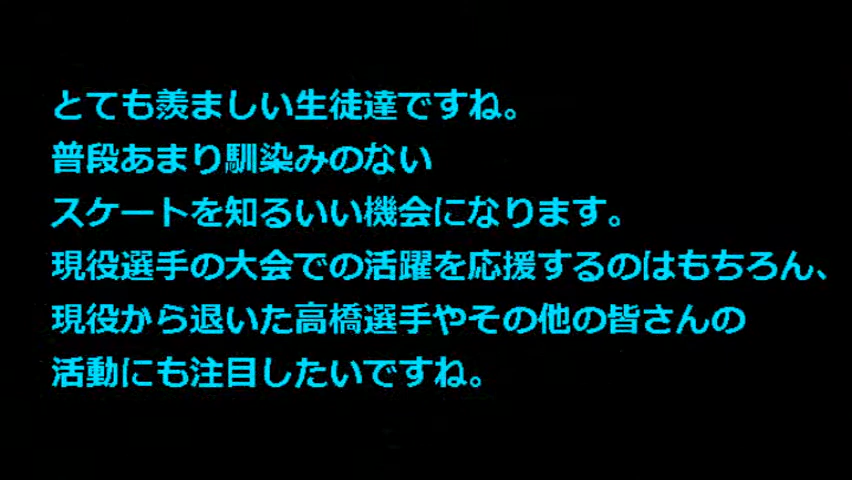 とても羨ましい生徒達ですね。
普段あまり馴染みのない
スケートを知るいい機会になります。
現役選手の大会での活躍を応援するのはもちろん、
現役から退いた高橋選手やその他の皆さんの
活動にも注目したいですね。